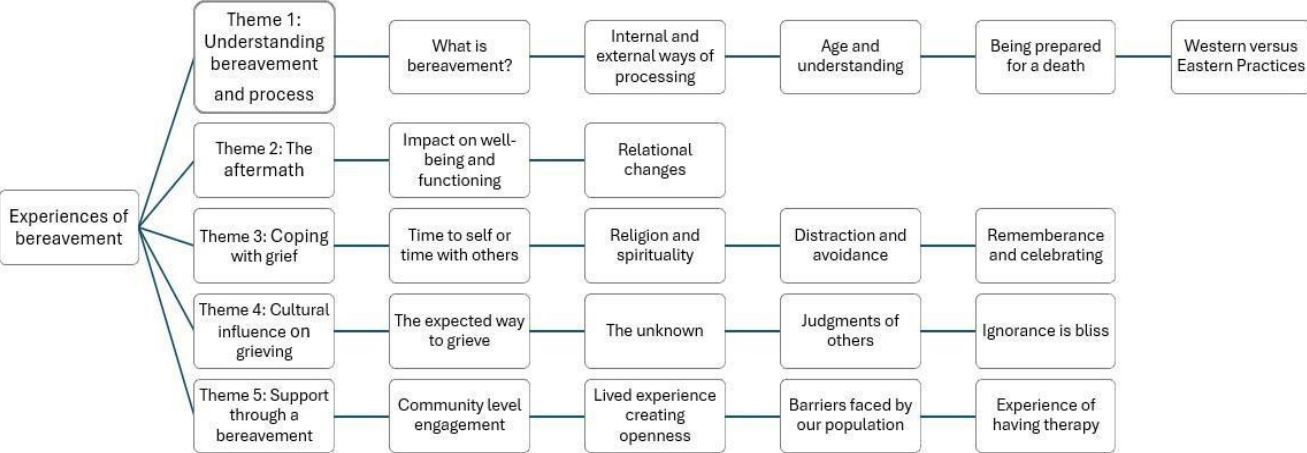 Theme 1:
Understanding
bereavement
and process
What is
bereavement?
Internal and
external ways of
processing
Age and
understanding
Being prepared
for a death
Western versus
Eastern Practices
Theme 2: The
aftermath
Impact on well-
being and
functioning
Relational
changes
Experiences of
bereavement
Theme 3: Coping
with grief
Time to self or
time with others
Religion and
spirituality
Distraction and
avoidance
Rememberance
and celebrating
Theme 4: Cultural
influence on
grieving
The expected way
to grieve
The unknown
Judgments of
others
Ignorance is bliss
Theme 5: Support
through a
bereavement
Community level
engagement
Lived experience
creating
openness
Barriers faced by
our population
Experience of
having therapy